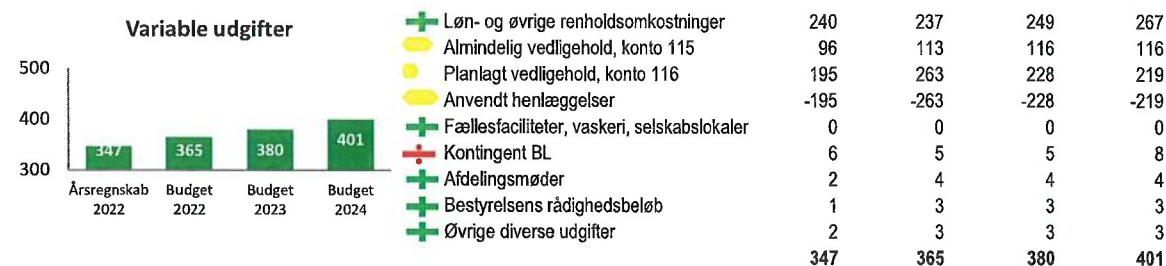 Variable udgifter
500
400
300
347
365
380
401
Årsregnskab 2022
Budget 2022
Budget 2023
Budget 2024
Løn- og øvrige renholdsomkostninger 240 237 249 267
Almindelig vedligehold, konto 115 96 113 116 116
Planlagt vedligehold, konto 116 195 263 228 219
Anvendt henlæggelser -195 -263 -228 -219
Fællesfaciliteter, vaskeri, selskabslokaler 0 0 0 0
Kontingent BL 6 5 5 8
Afdelingsmøder 2 4 4 4
Bestyrelsens rådighedsbeløb 1 3 3 3
Øvrige diverse udgifter 2 3 3 3
347 365 380 401